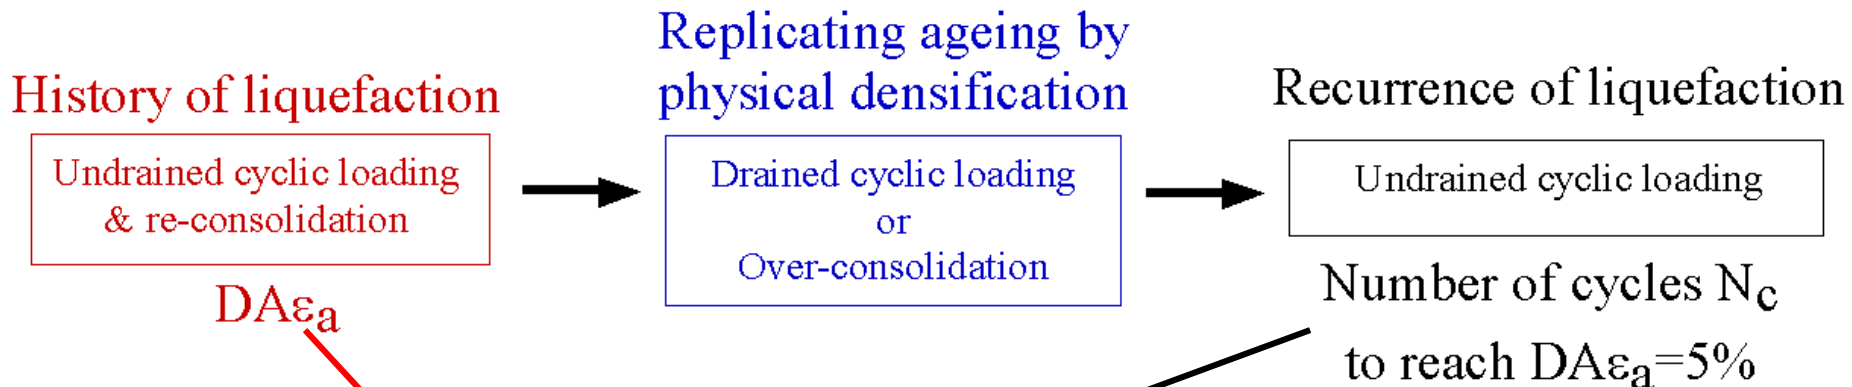 History of liquefaction
Undrained cyclic loading
& re-consolidation
DAεa
Replicating ageing by
physical densification
Drained cyclic loading
or
Over-consolidation
Recurrence of liquefaction
Undrained cyclic loading
Number of cycles Nc
to reach DAεa=5%